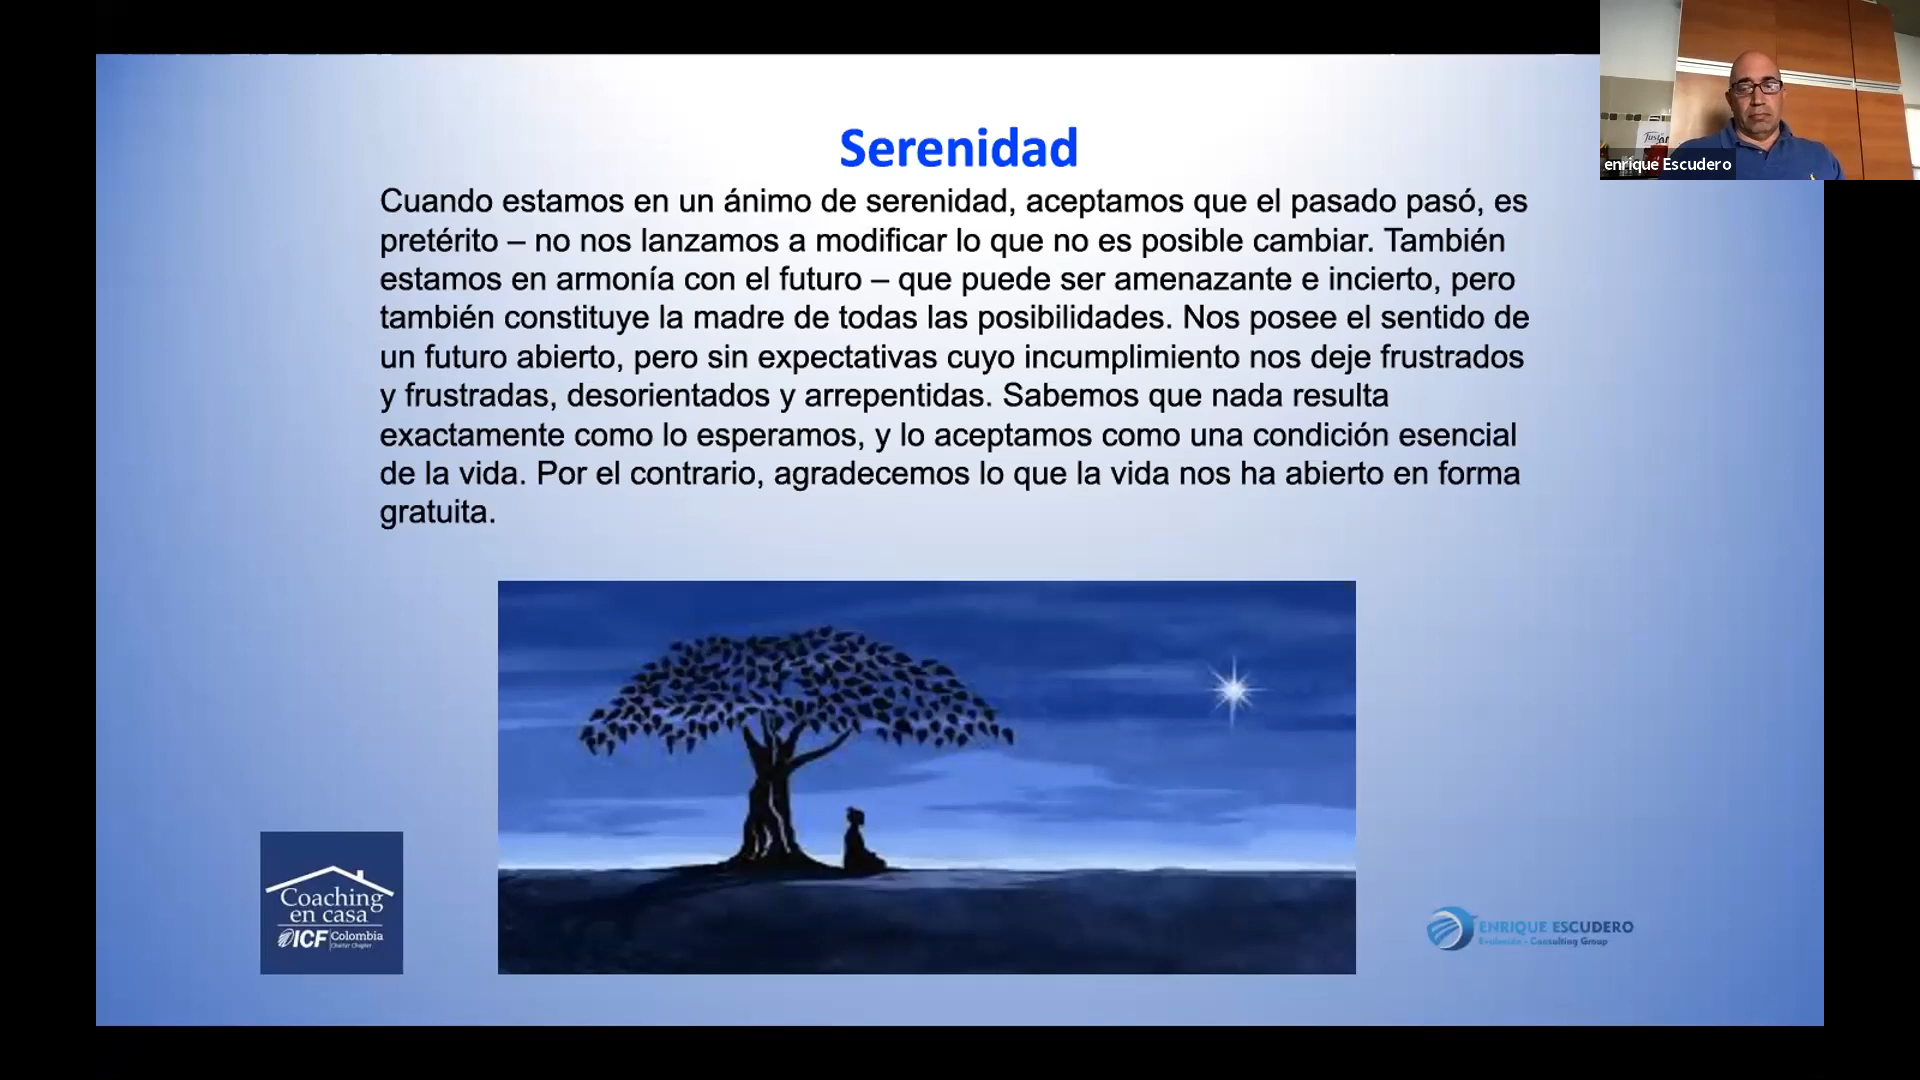 Serenidad
Cuando estamos en un ánimo de serenidad, aceptamos que el pasado pasó, es
pretérito – no nos lanzamos a modificar lo que no es posible cambiar. También
estamos en armonía con el futuro – que puede ser amenazante e incierto, pero
también constituye la madre de todas las posibilidades. Nos posee el sentido de
un futuro abierto, pero sin expectativas cuyo incumplimiento nos deje frustrados
y frustradas, desorientados y arrepentidas. Sabemos que nada resulta
exactamente como lo esperamos, y lo aceptamos como una condición esencial
de la vida. Por el contrario, agradecemos lo que la vida nos ha abierto en forma
gratuita.
enrique Escudero
Coaching
en casa
ICF Colombia
Charter Chapter
ENRIQUE ESCUDERO
Consulting Group